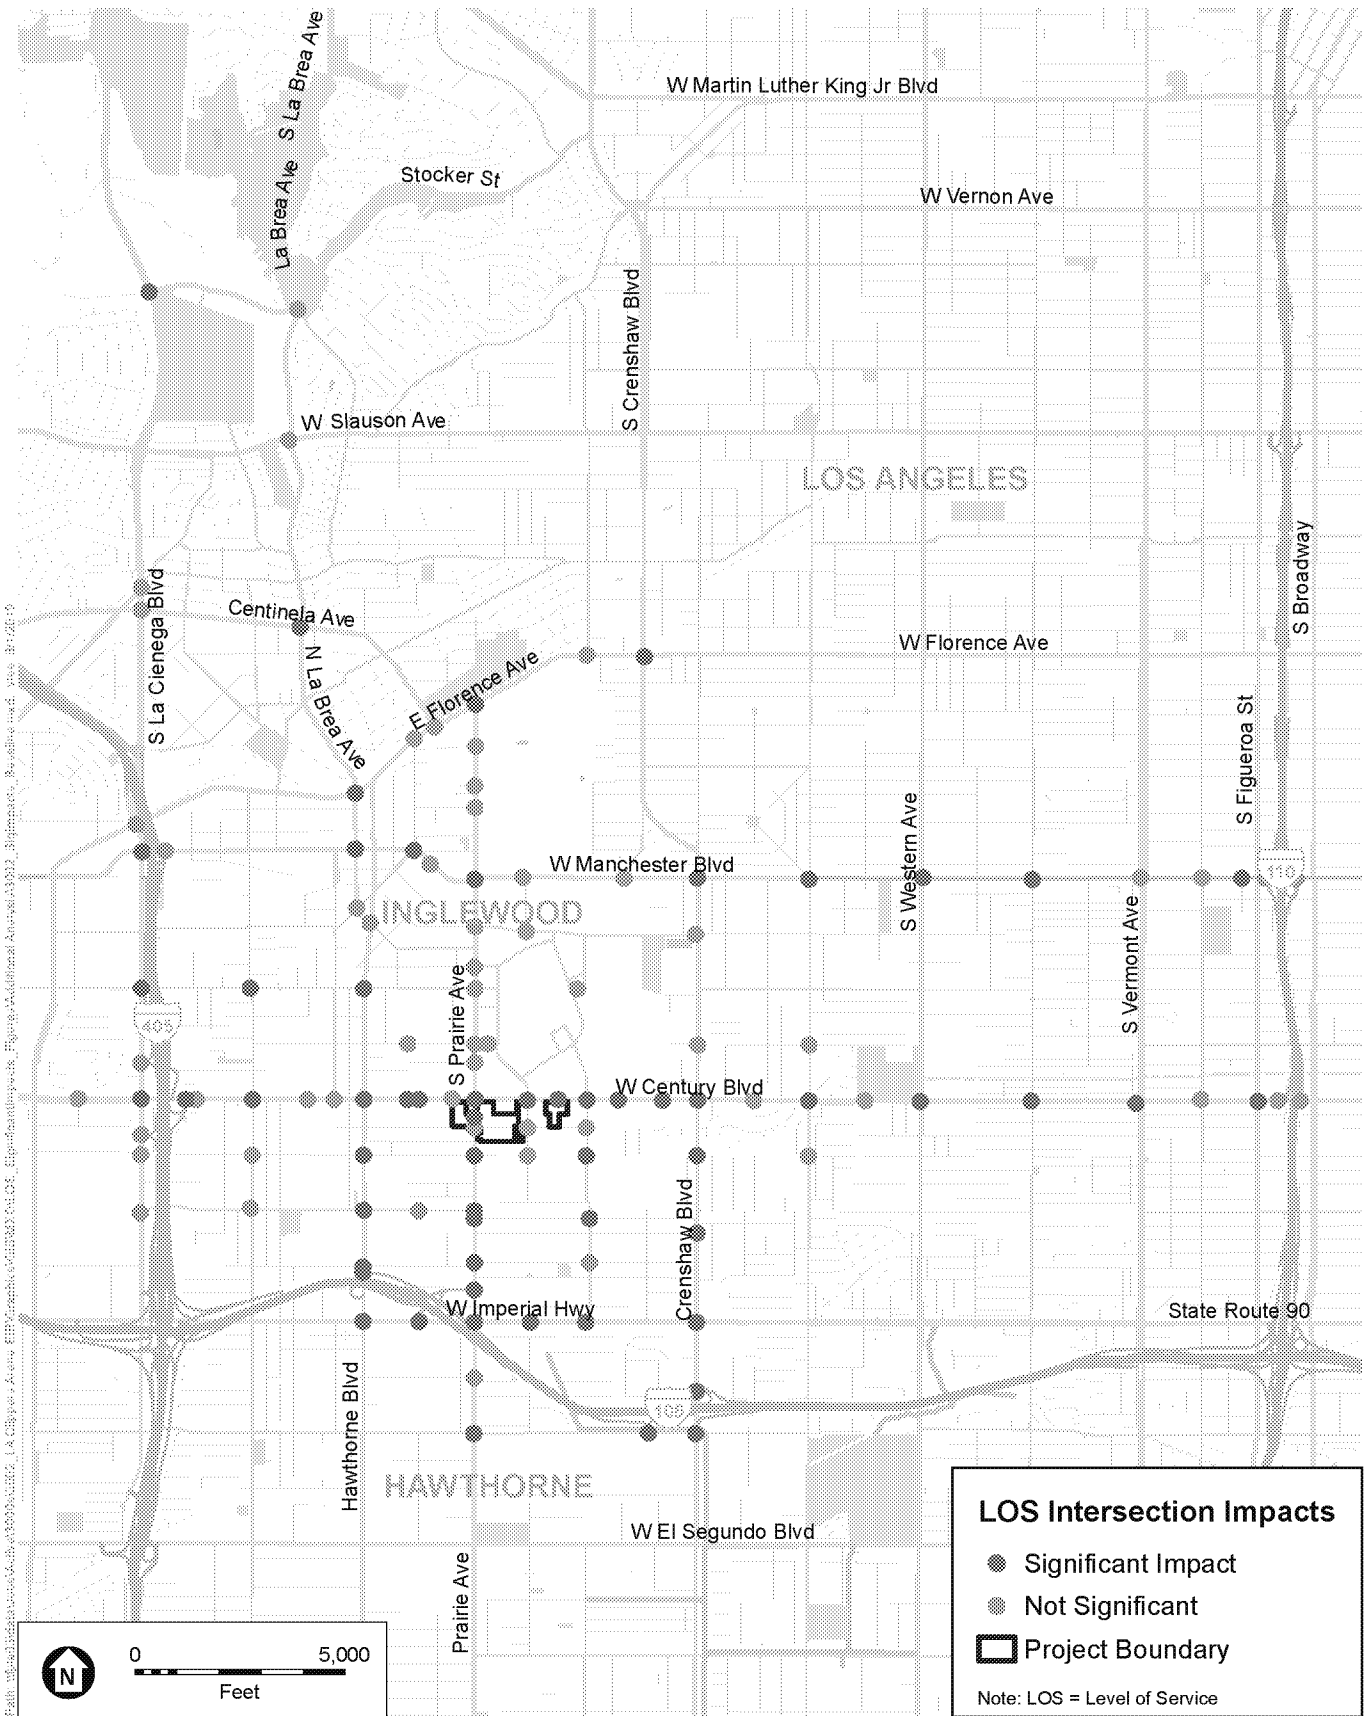 S La Brea Ave
W Martin Luther King Jr Blvd
La Brea Ave
Stocker St
W Vernon Ave
S Crenshaw Blvd
W Slauson Ave
LOS ANGELES
S Broadway
S La Cienega Blvd
Centinela Ave
W Florence Ave
N La Brea Ave
E Florence Ave
S Figueroa St
S Western Ave
W Manchester Blvd
110
INGLEWOOD
S Vermont Ave
S Prairie Ave
405
W Century Blvd
Crenshaw Blvd
W Imperial Hwy
State Route 90
Hawthorne Blvd
105
HAWTHORNE
W El Segundo Blvd
Prairie Ave
LOS Intersection Impacts
Significant Impact
Not Significant
Project Boundary
Note: LOS = Level of Service
N
0 5,000
Feet